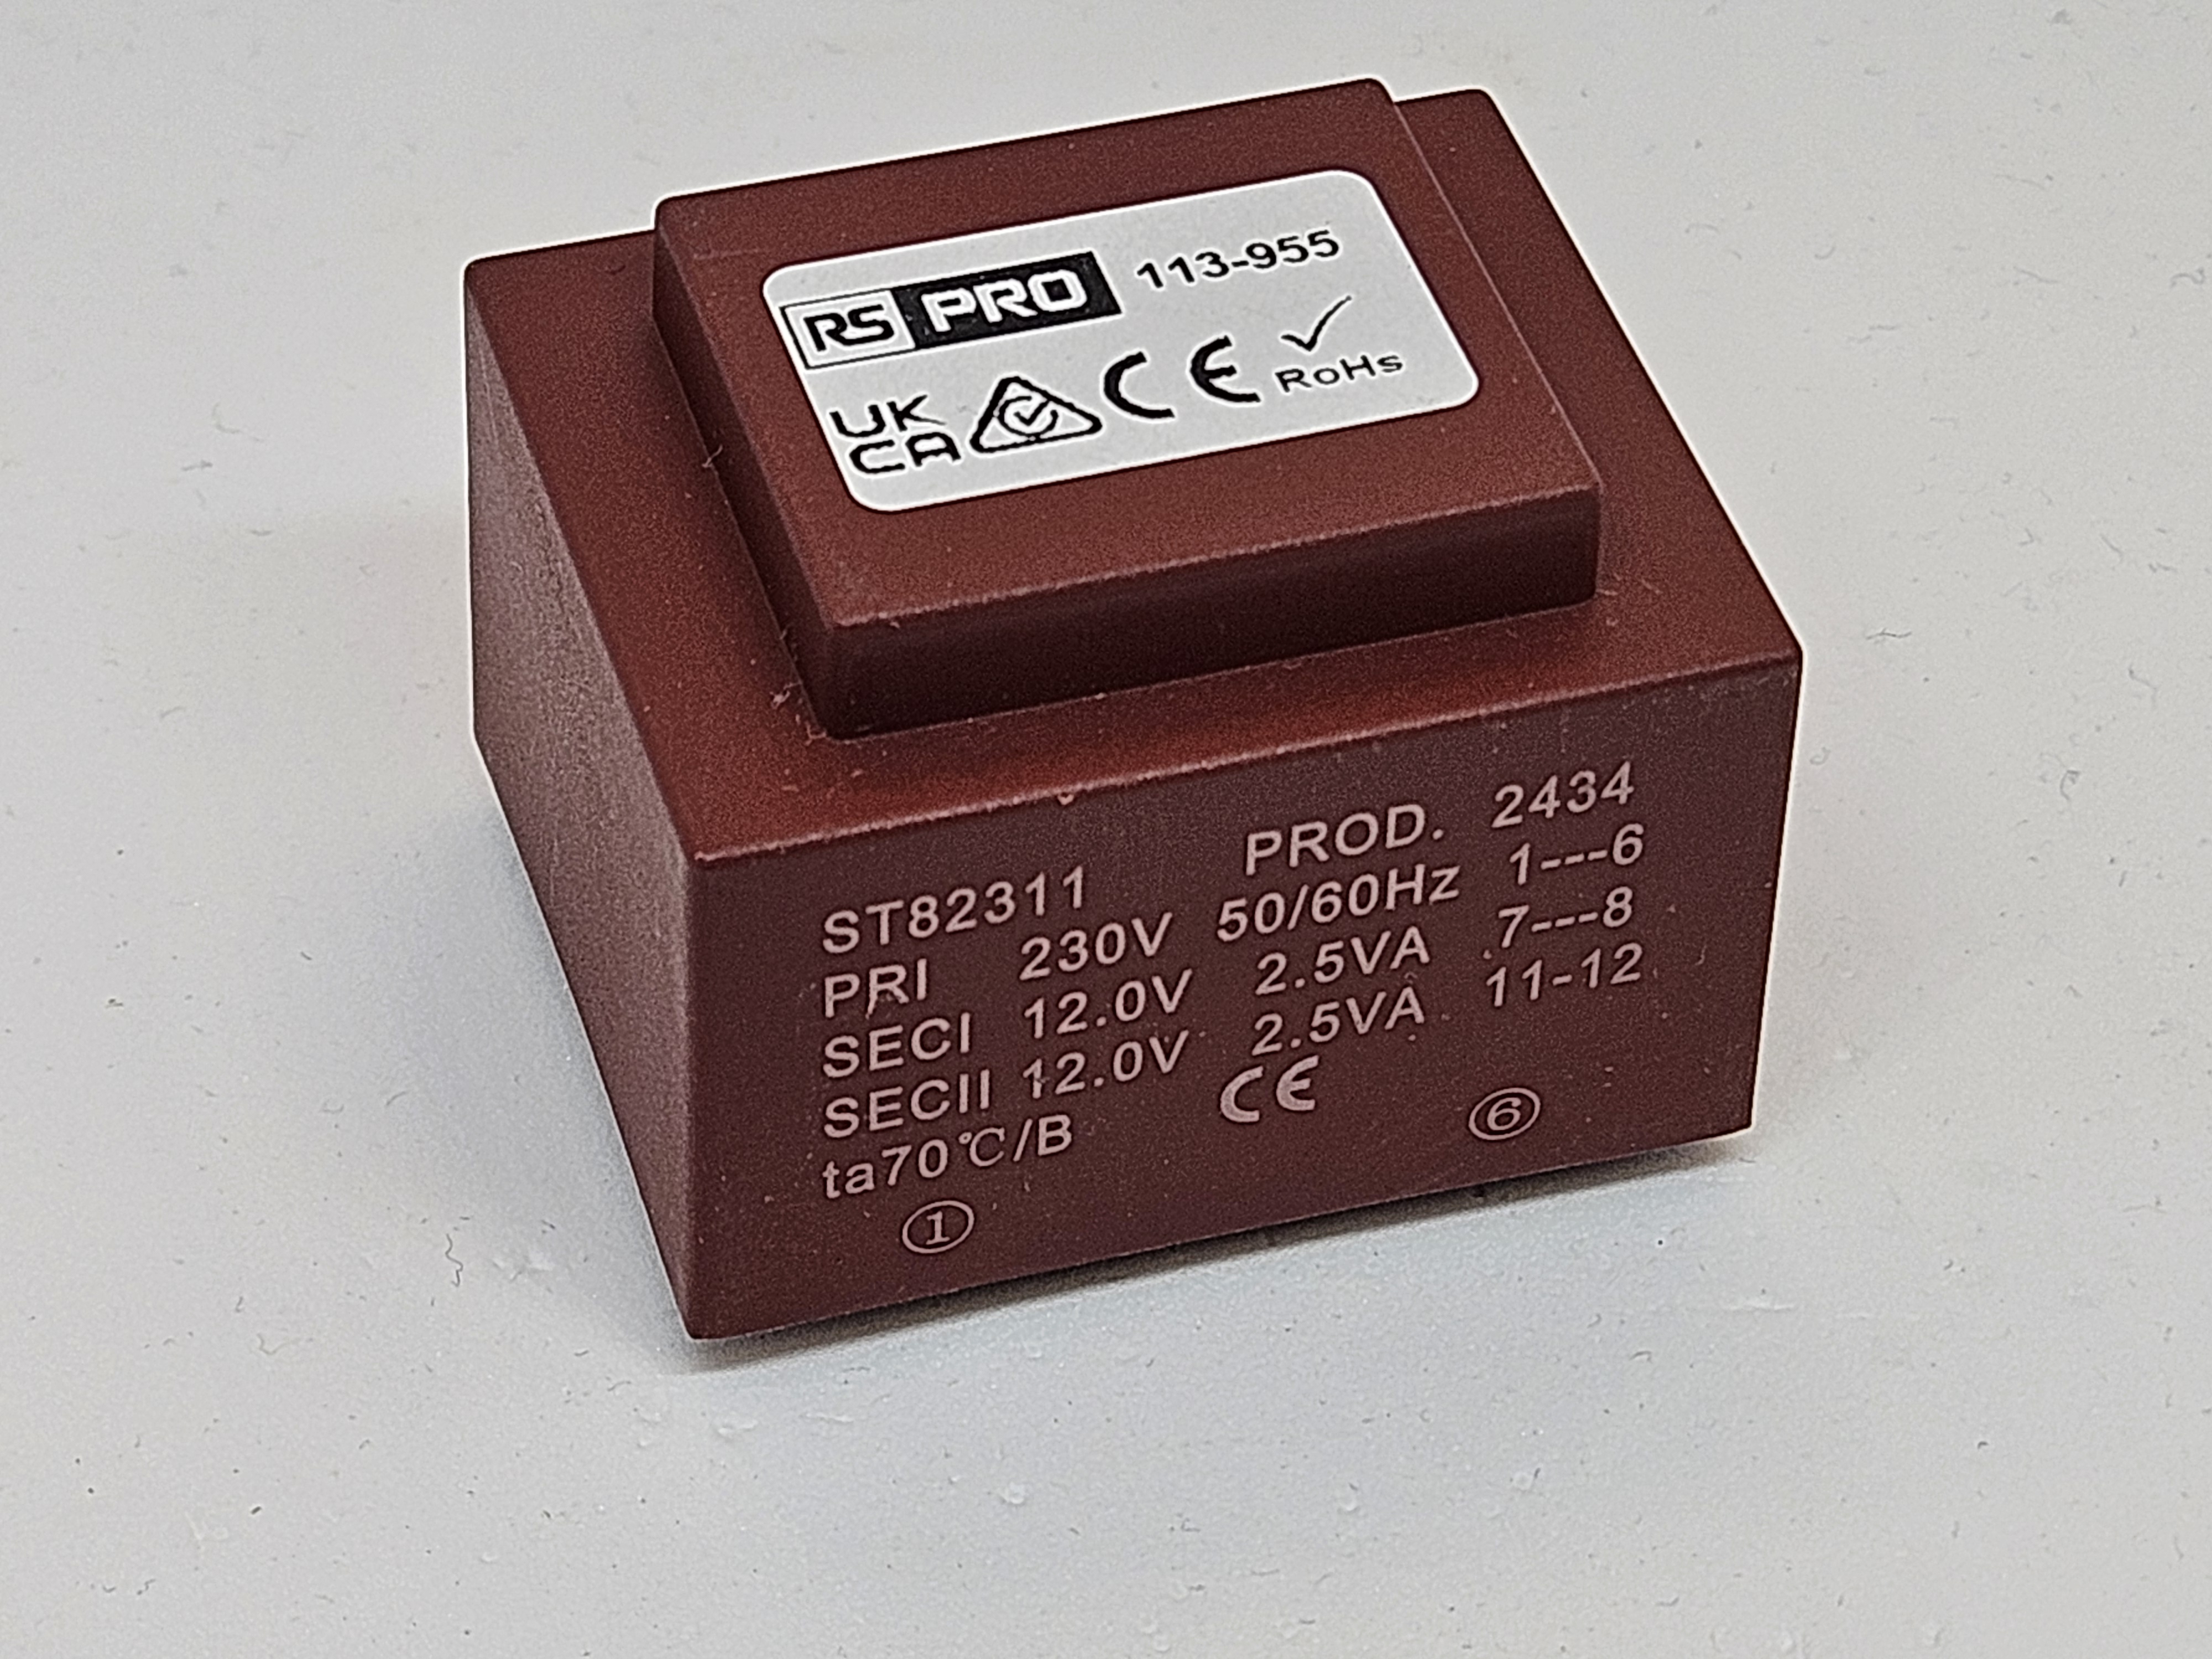 RS PRO 113-955
UK
CA CE RoHs
ST82311 PROD. 2434
PRI 230V 50/60Hz 1---6
SECI 12.0V 2.5VA 7---8
SECII 12.0V 2.5VA 11-12
ta70℃/B CE
① ⑥